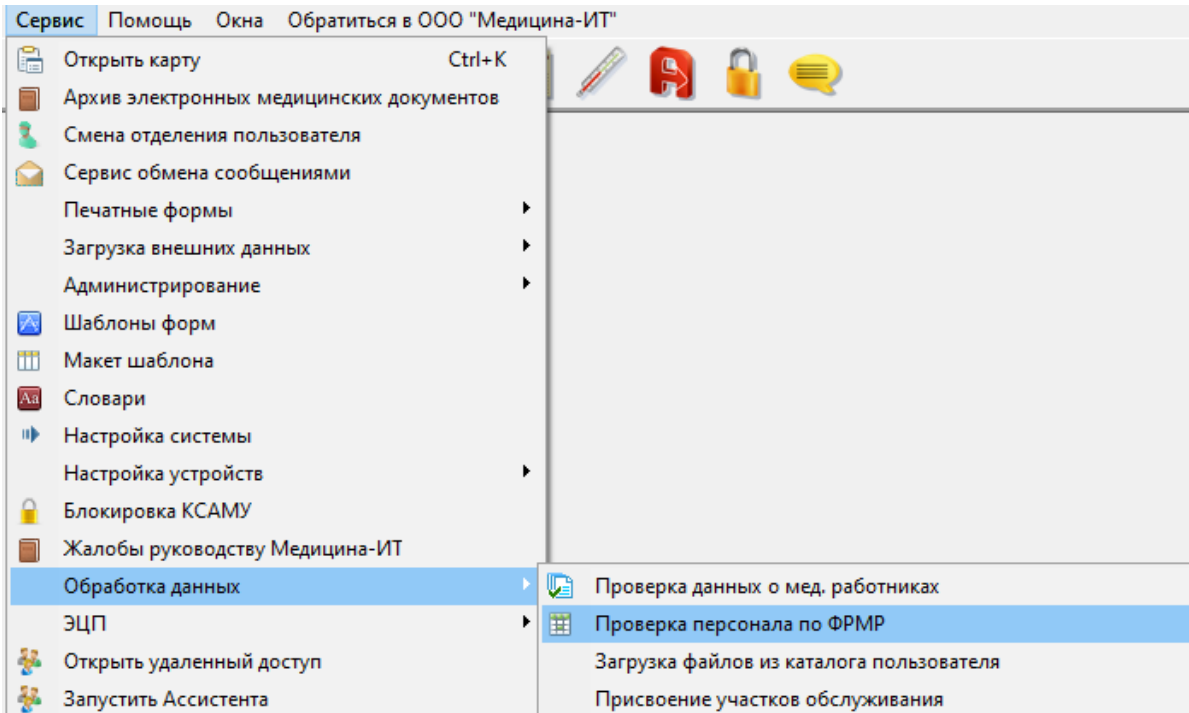 Сервис Помощь Окна Обратиться в ООО "Медицина-ИТ"
Открыть карту Ctrl+K
Архив электронных медицинских документов
Смена отделения пользователя
Сервис обмена сообщениями
Печатные формы
Загрузка внешних данных
Администрирование
Шаблоны форм
Макет шаблона
Aa Словари
Настройка системы
Настройка устройств
Блокировка КСАМУ
Жалобы руководству Медицина-ИТ
Обработка данных
ЭЦП
Открыть удаленный доступ
Запустить Ассистента
Проверка данных о мед. работниках
Проверка персонала по ФРМР
Загрузка файлов из каталога пользователя
Присвоение участков обслуживания